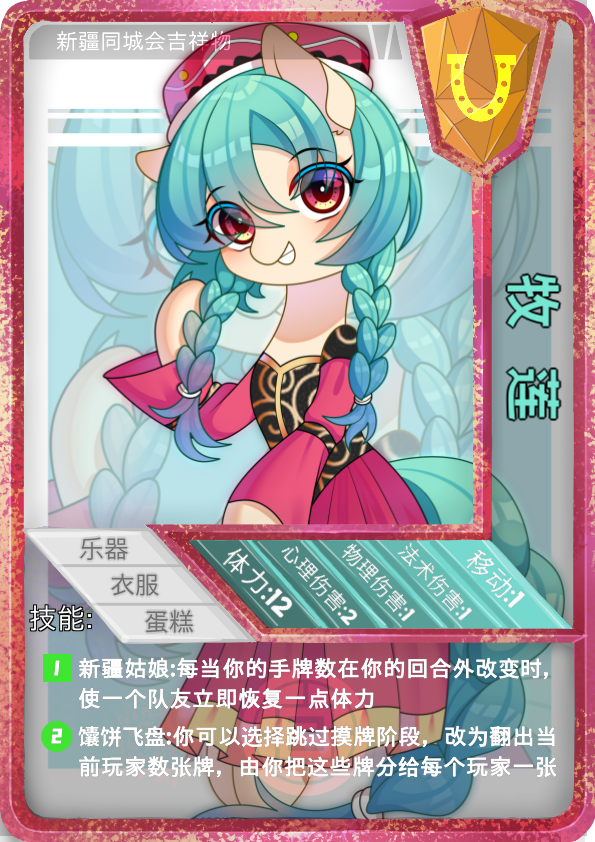 新疆同城会吉祥物
牧莲
乐器
衣服
蛋糕
体力:12
心理伤害:2
物理伤害:1
法术伤害:1
移动:1
技能:
1 新疆姑娘:每当你的手牌数在你的回合外改变时,
使一个队友立即恢复一点体力
2 馕饼飞盘:你可以选择跳过摸牌阶段，改为翻出当
前玩家数张牌，由你把这些牌分给每个玩家一张